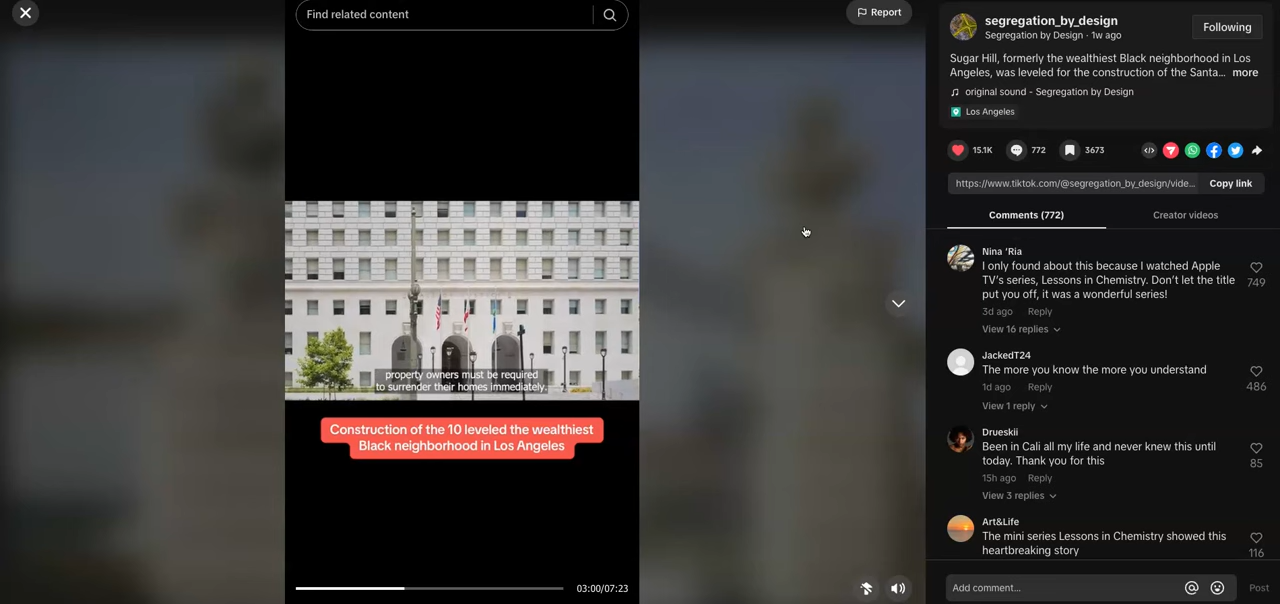 Find related content
Report
property owners must be required
to surrender their homes immediately.
Construction of the 10 leveled the wealthiest
Black neighborhood in Los Angeles
03:00/07:23
segregation_by_design
Segregation by Design · 1w ago
Following
Sugar Hill, formerly the wealthiest Black neighborhood in Los
Angeles, was leveled for the construction of the Santa... more
original sound - Segregation by Design
Los Angeles
15.1K
772
3673
https://www.tiktok.com/@segregation_by_design/vide...
Copy link
Comments (772)
Creator videos
Nina 'Ria
I only found about this because I watched Apple
TV's series, Lessons in Chemistry. Don't let the title
put you off, it was a wonderful series!
749
3d ago Reply
View 16 replies
JackedT24
The more you know the more you understand
486
1d ago Reply
View 1 reply
Drueskii
Been in Cali all my life and never knew this until
today. Thank you for this
85
15h ago Reply
View 3 replies
Art&Life
The mini series Lessons in Chemistry showed this
heartbreaking story
116
Add comment...
Post